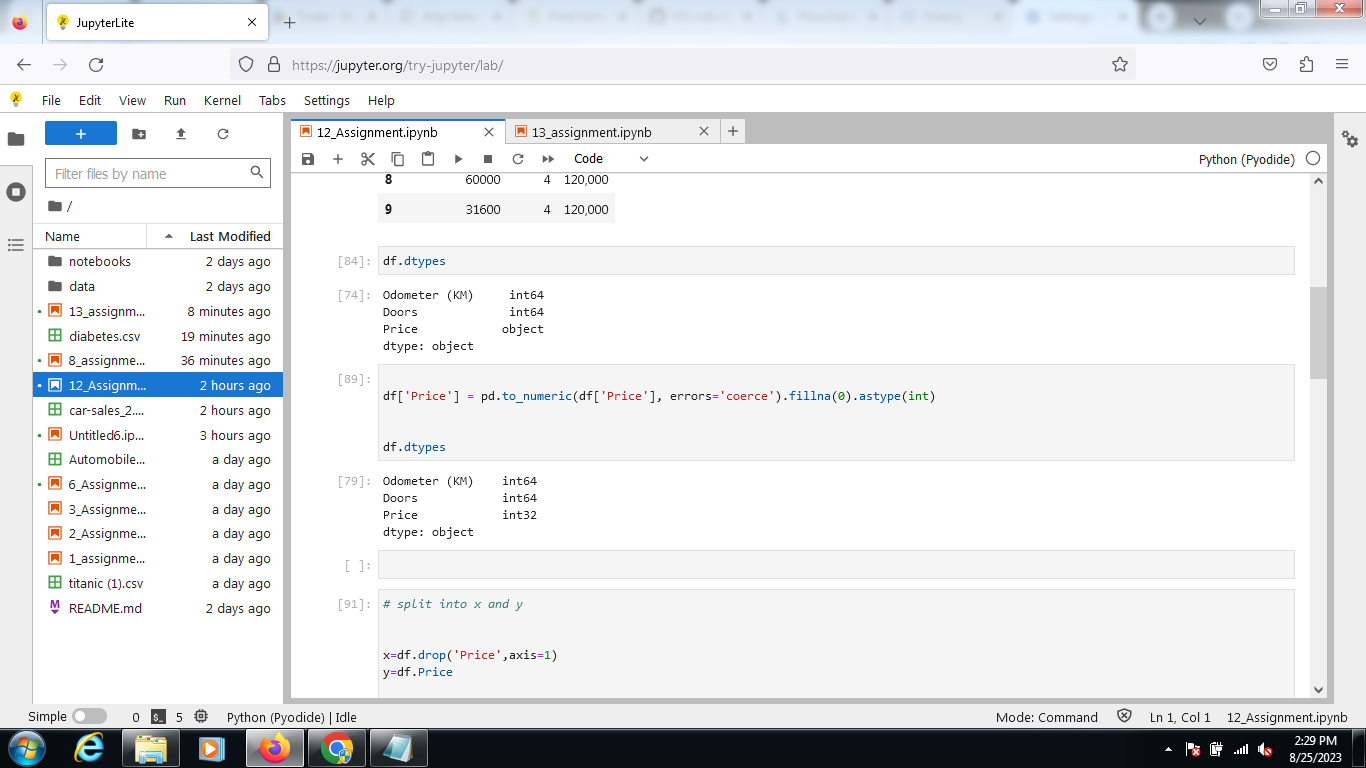 JupyterLite
https://jupyter.org/try-jupyter/lab/
File Edit View Run Kernel Tabs Settings Help
12_Assignment.ipynb
13_assignment.ipynb
Code
Python (Pyodide)
Filter files by name
/
Name Last Modified
notebooks 2 days ago
data 2 days ago
13_assignm... 8 minutes ago
diabetes.csv 19 minutes ago
8_assignme... 36 minutes ago
12_Assignm... 2 hours ago
car-sales_2.... 2 hours ago
Untitled6.ip... 3 hours ago
Automobile... a day ago
6_Assignme... a day ago
3_Assignme... a day ago
2_Assignme... a day ago
1_assignme... a day ago
titanic (1).csv a day ago
README.md 2 days ago
8 60000 4 120,000
9 31600 4 120,000
[84]: df.dtypes
[74]: Odometer (KM) int64
Doors int64
Price object
dtype: object
[89]:
df['Price'] = pd.to_numeric(df['Price'], errors='coerce').fillna(0).astype(int)
df.dtypes
[79]: Odometer (KM) int64
Doors int64
Price int32
dtype: object
[ ]:
[91]: # split into x and y
x=df.drop('Price',axis=1)
y=df.Price
Simple 0 5 Python (Pyodide) | Idle Mode: Command Ln 1, Col 1 12_Assignment.ipynb
2:29 PM
8/25/2023